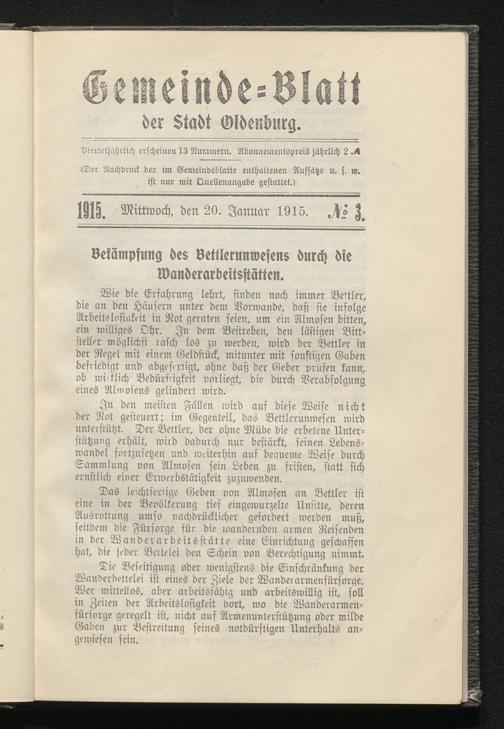 Gemeinde=Blatt
der Stadt Oldenburg.
Vierteljährlich erscheinen 13 Nummern. Abonnementspreis jährlich 2 ℳ
(Der Nachdruck der im Gemeindeblatte enthaltenen Aufsätze u. s. w.
ist nur mit Quellenangabe gestattet.)
1915. Mittwoch, den 20. Januar 1915. № 3.
Bekämpfung des Bettlerunwesens durch die
Wanderarbeitsstätten.
Wie die Erfahrung lehrt, finden noch immer Bettler,
die an den Häusern unter dem Vorwande, daß sie infolge
Arbeitslosigkeit in Not geraten seien, um ein Almosen bitten,
ein williges Ohr. In dem Bestreben, den lästigen Bitt-
steller möglichst rasch los zu werden, wird der Bettler in
der Regel mit einem Geldstück, mitunter mit sonstigen Gaben
befriedigt und abgefertigt, ohne daß der Geber prüfen kann,
ob wirklich Bedürftigkeit vorliegt, die durch Verabfolgung
eines Almosens gelindert wird.
In den meisten Fällen wird auf diese Weise nicht
der Not gesteuert; im Gegenteil, das Bettlerunwesen wird
unterstützt. Der Bettler, der ohne Mühe die erbetene Unter-
stützung erhält, wird dadurch nur bestärkt, seinen Lebens-
wandel fortzusetzen und weiterhin auf bequeme Weise durch
Sammlung von Almosen sein Leben zu fristen, statt sich
ernstlich einer Erwerbstätigkeit zuzuwenden.
Das leichtfertige Geben von Almosen an Bettler ist
eine in der Bevölkerung tief eingewurzelte Unsitte, deren
Ausrottung umso nachdrücklicher gefordert werden muß,
seitdem die Fürsorge für die wandernden armen Reisenden
in der Wanderarbeitsstätte eine Einrichtung geschaffen
hat, die jeder Bettelei den Schein von Berechtigung nimmt.
Die Beseitigung oder wenigstens die Einschränkung der
Wanderbettelei ist eines der Ziele der Wanderarmenfürsorge.
Wer mittellos, aber arbeitsfähig und arbeitswillig ist, soll
in Zeiten der Arbeitslosigkeit dort, wo die Wanderarmen-
fürsorge geregelt ist, nicht auf Armenunterstützung oder milde
Gaben zur Bestreitung seines notdürftigen Unterhalts an-
gewiesen sein.